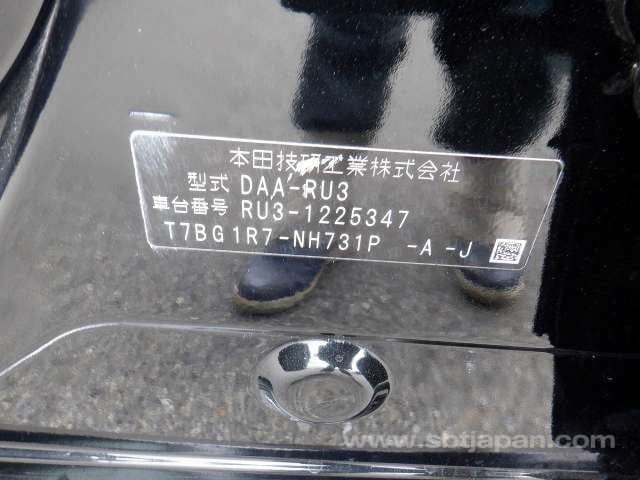 本田技研工業株式会社
型式 DAA-RU3
車台番号 RU3-1225347
T7BG1R7-NH731P -A -J
www.sbtjapan.com